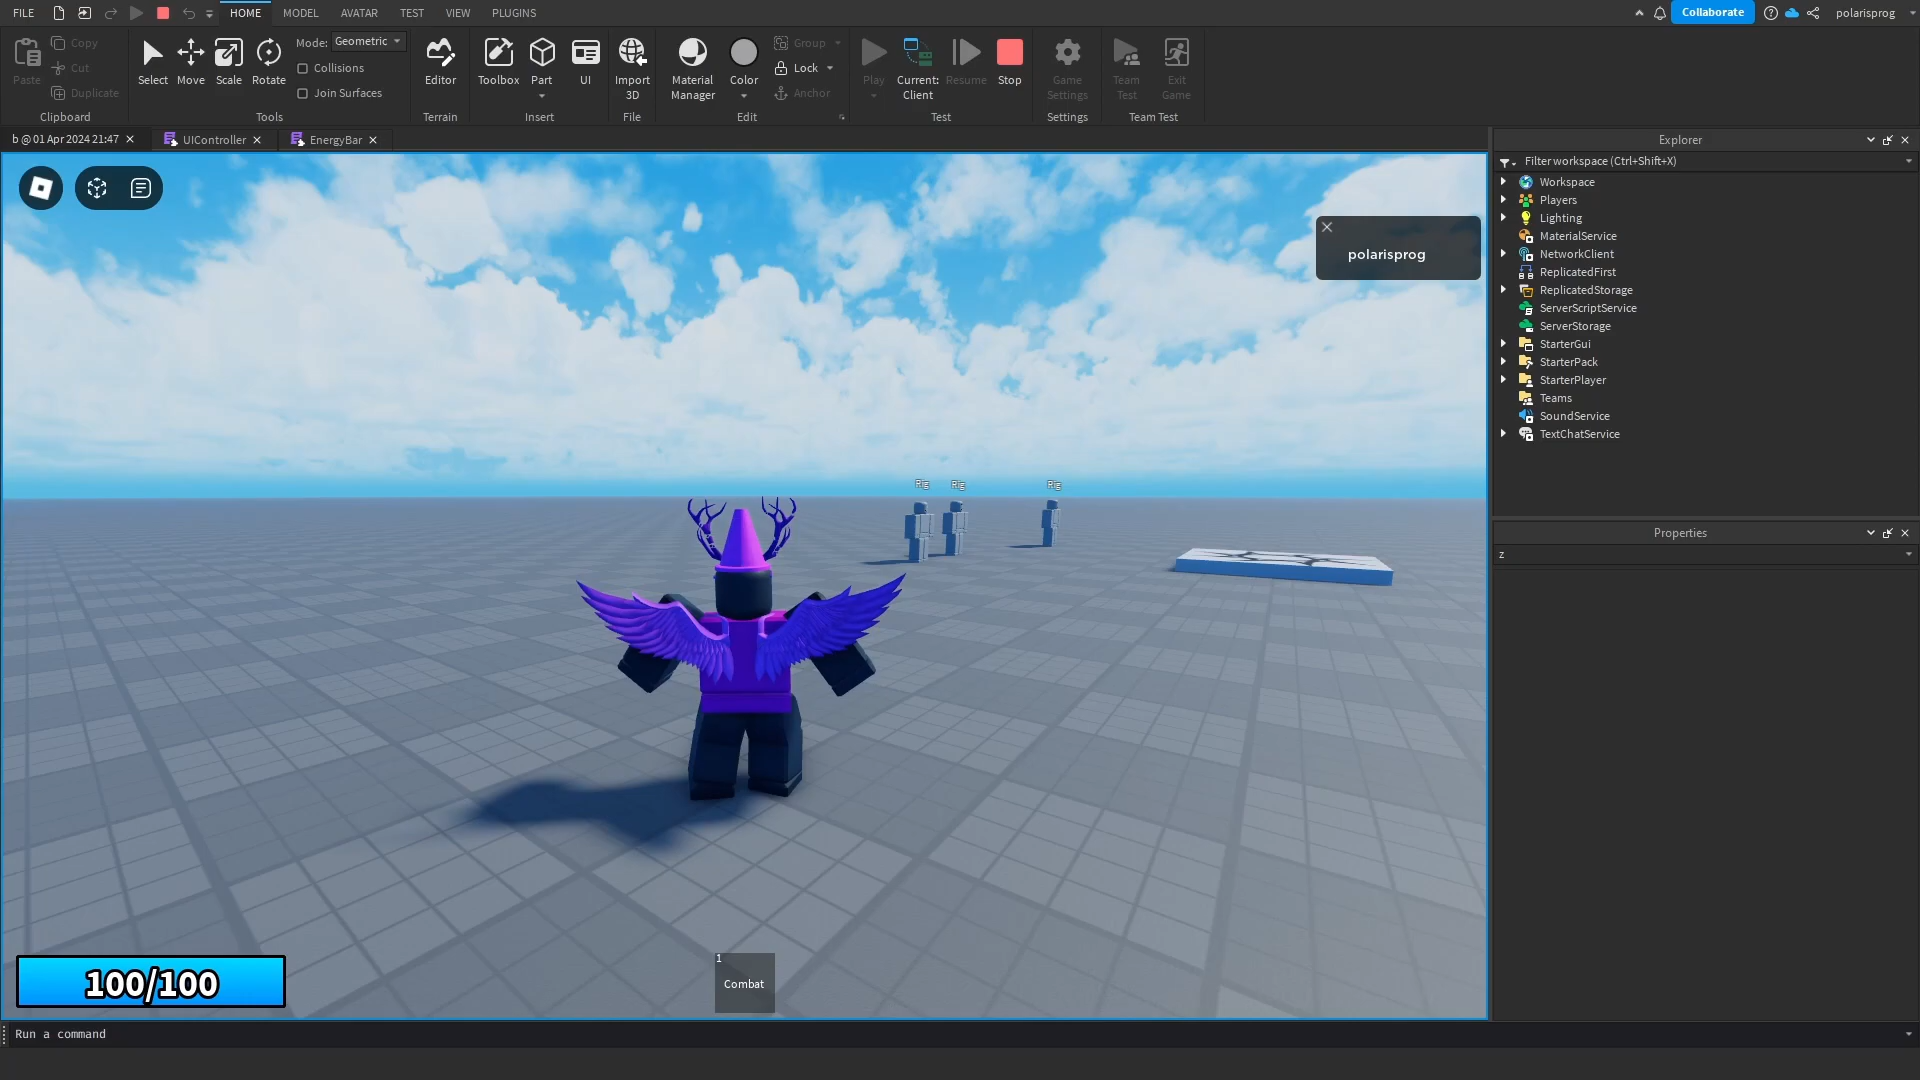 FILE
HOME
MODEL
AVATAR
TEST
VIEW
PLUGINS
Collaborate
polarisprog
Paste
Copy
Cut
Duplicate
Clipboard
Select
Move
Scale
Rotate
Mode: Geometric
Collisions
Join Surfaces
Tools
Editor
Terrain
Toolbox
Part
UI
Insert
Import
3D
File
Material
Manager
Color
Group
Lock
Anchor
Edit
Play
Current:
Client
Resume
Stop
Test
Game
Settings
Settings
Team
Test
Exit
Game
Team Test
b @ 01 Apr 2024 21:47
UIController
EnergyBar
polarisprog
Rig
Rig
Rig
100/100
1
Combat
Explorer
Filter workspace (Ctrl+Shift+X)
Workspace
Players
Lighting
MaterialService
NetworkClient
ReplicatedFirst
ReplicatedStorage
ServerScriptService
ServerStorage
StarterGui
StarterPack
StarterPlayer
Teams
SoundService
TextChatService
Properties
z
Run a command